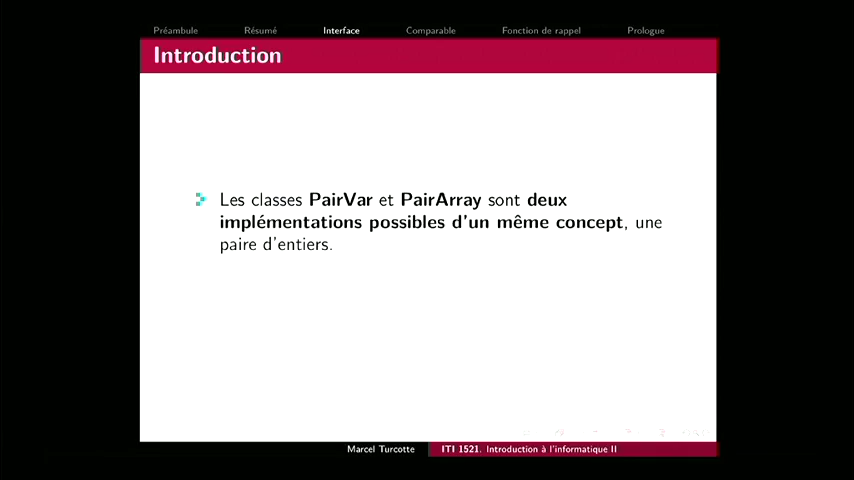 Préambule Résumé Interface Comparable Fonction de rappel Prologue
Introduction
Les classes PairVar et PairArray sont deux
implémentations possibles d'un même concept, une
paire d'entiers.
Marcel Turcotte ITI 1521. Introduction à l'informatique II